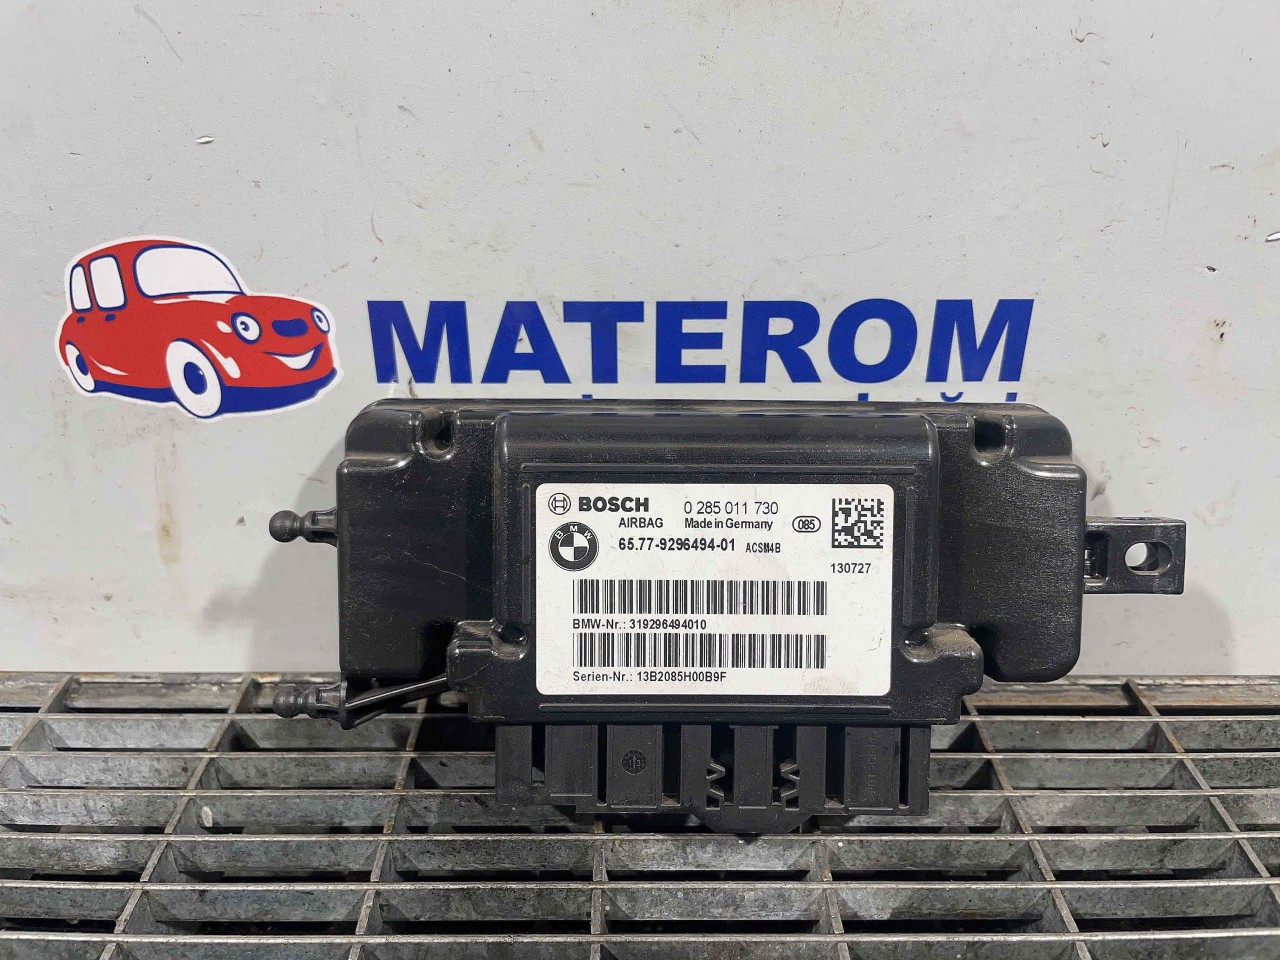 MATEROM
BOSCH 0 285 011 730
AIRBAG Made in Germany 085
BMW 65.77-9296494-01 ACSM4B
130727
BMW-Nr.: 319296494010
Serien-Nr.: 13B2085H00B9F